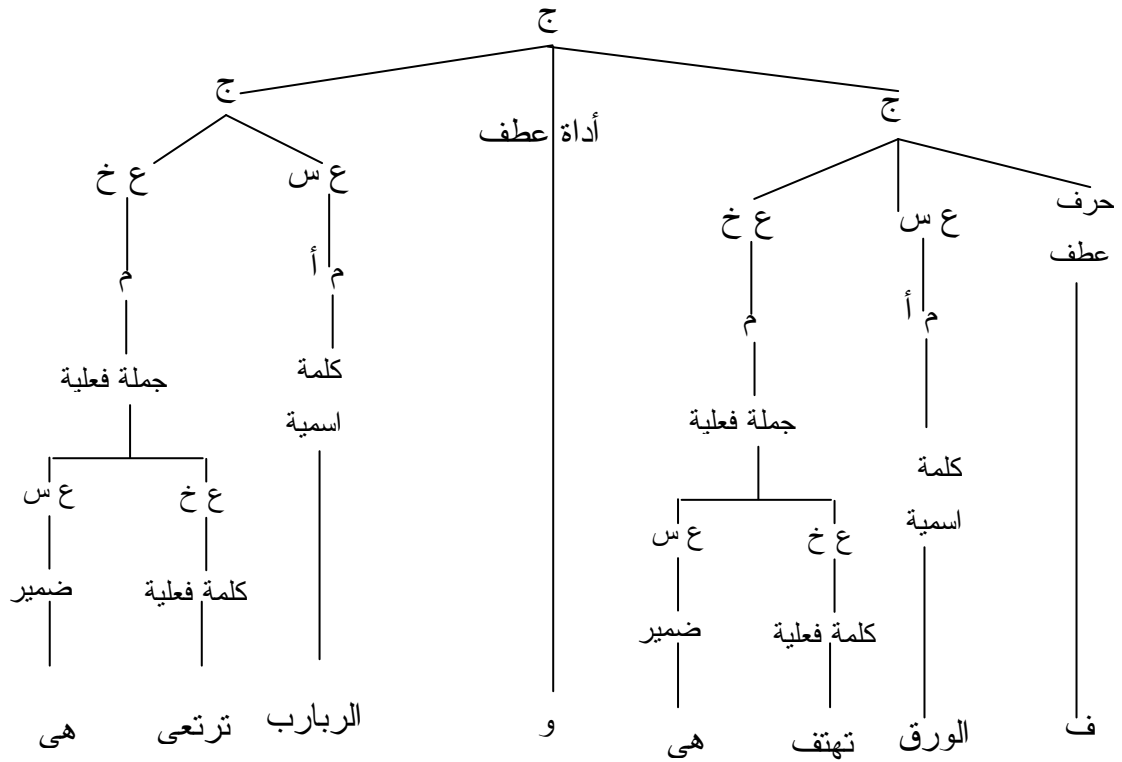 ج
ج
ج
أداة عطف
ع س
ع خ
حرف
عطف
ع س
ع خ
م أ
م
م أ
م
كلمة
اسمية
جملة فعلية
جملة فعلية
كلمة
اسمية
ع خ
ع س
ع خ
ع س
كلمة فعلية
ضمير
كلمة فعلية
ضمير
ف الورق تهتف هى و الربارب ترتعى هى